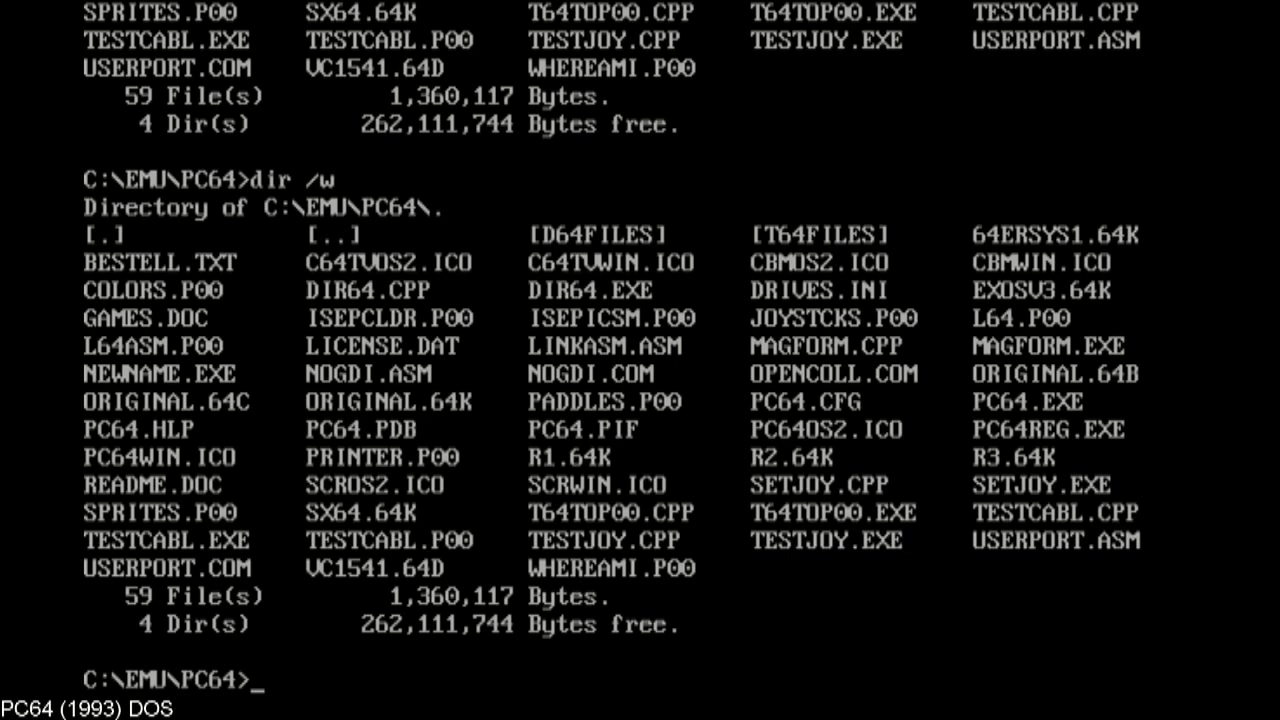 SPRITES.P00 SX64.64K T64TOP00.CPP T64TOP00.EXE TESTCABL.CPP
TESTCABL.EXE TESTCABL.P00 TESTJOY.CPP TESTJOY.EXE USERPORT.ASM
USERPORT.COM VC1541.64D WHEREAMI.P00
59 File(s) 1,360,117 Bytes.
4 Dir(s) 262,111,744 Bytes free.
C:\EMU\PC64>dir /w
Directory of C:\EMU\PC64\.
[.] [..] [D64FILES] [T64FILES] 64ERSYS1.64K
BESTELL.TXT C64TVOS2.ICO C64TVWIN.ICO CBMOS2.ICO CBMWIN.ICO
COLORS.P00 DIR64.CPP DIR64.EXE DRIVES.INI EXOSV3.64K
GAMES.DOC ISEPCLDR.P00 ISEPICSM.P00 JOYSTCKS.P00 L64.P00
L64ASM.P00 LICENSE.DAT LINKASM.ASM MAGFORM.CPP MAGFORM.EXE
NEWNAME.EXE NOGDI.ASM NOGDI.COM OPENCOLL.COM ORIGINAL.64B
ORIGINAL.64C ORIGINAL.64K PADDLES.P00 PC64.CFG PC64.EXE
PC64.HLP PC64.PDB PC64.PIF PC64OS2.ICO PC64REG.EXE
PC64WIN.ICO PRINTER.P00 R1.64K R2.64K R3.64K
README.DOC SCROS2.ICO SCRWIN.ICO SETJOY.CPP SETJOY.EXE
SPRITES.P00 SX64.64K T64TOP00.CPP T64TOP00.EXE TESTCABL.CPP
TESTCABL.EXE TESTCABL.P00 TESTJOY.CPP TESTJOY.EXE USERPORT.ASM
USERPORT.COM VC1541.64D WHEREAMI.P00
59 File(s) 1,360,117 Bytes.
4 Dir(s) 262,111,744 Bytes free.
C:\EMU\PC64>_
PC64 (1993) DOS